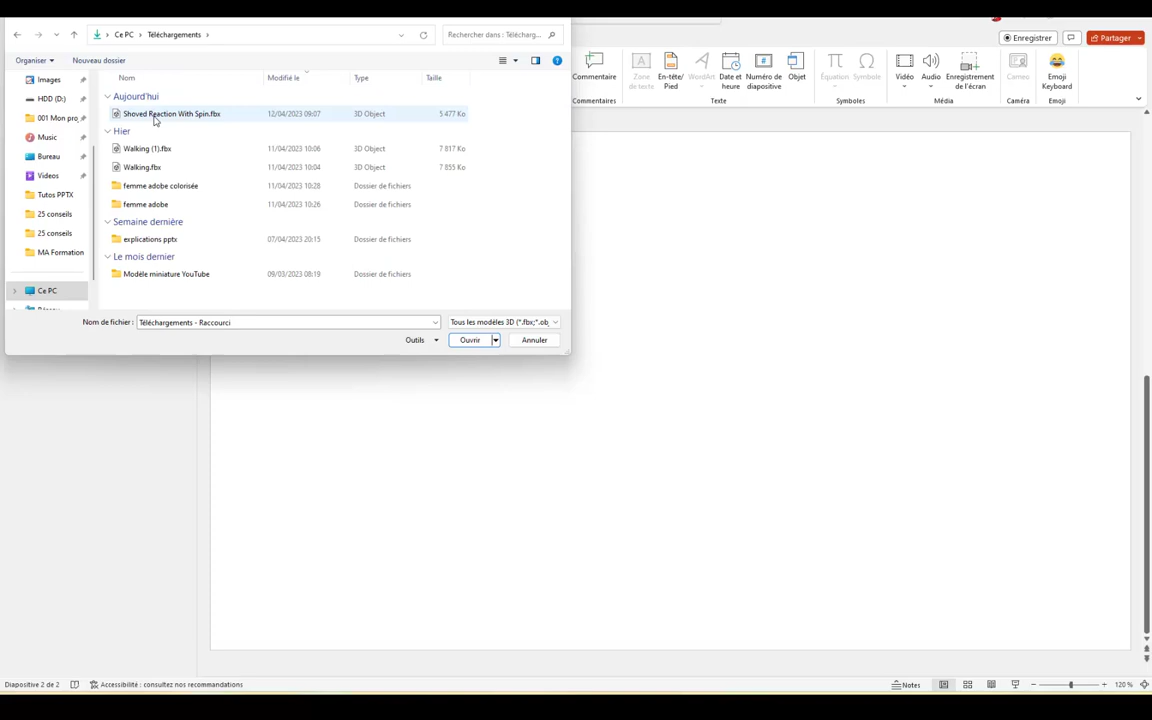 Ce PC
Téléchargements
Rechercher dans : Télécharg...
Enregistrer
Partager
Organiser
Nouveau dossier
Images
HDD (D:)
001 Mon proj
Music
Bureau
Videos
Tutos PPTX
25 conseils
25 conseils
MA Formation
Ce PC
Nom
Modifié le
Type
Taille
Aujourd'hui
Shoved Reaction With Spin.fbx 12/04/2023 09:07 3D Object 5 477 Ko
Hier
Walking (1).fbx 11/04/2023 10:06 3D Object 7 817 Ko
Walking.fbx 11/04/2023 10:04 3D Object 7 855 Ko
femme adobe colorisée 11/04/2023 10:28 Dossier de fichiers
femme adobe 11/04/2023 10:26 Dossier de fichiers
Semaine dernière
explications pptx 07/04/2023 20:15 Dossier de fichiers
Le mois dernier
Modèle miniature YouTube 09/03/2023 08:19 Dossier de fichiers
Nom de fichier :
Téléchargements - Raccourci
Tous les modèles 3D (*.fbx;*.ob
Outils
Ouvrir
Annuler
Commentaire
Zone
de texte
En-tête/
Pied
WordArt
Date et
heure
Numéro de
diapositive
Objet
Équation
Symbole
Vidéo
Audio
Enregistrement
de l'écran
Cameo
Emoji
Keyboard
Commentaires
Texte
Symboles
Média
Caméra
Emoji
Diapositive 2 de 2
Accessibilité : consultez nos recommandations
Notes
120 %